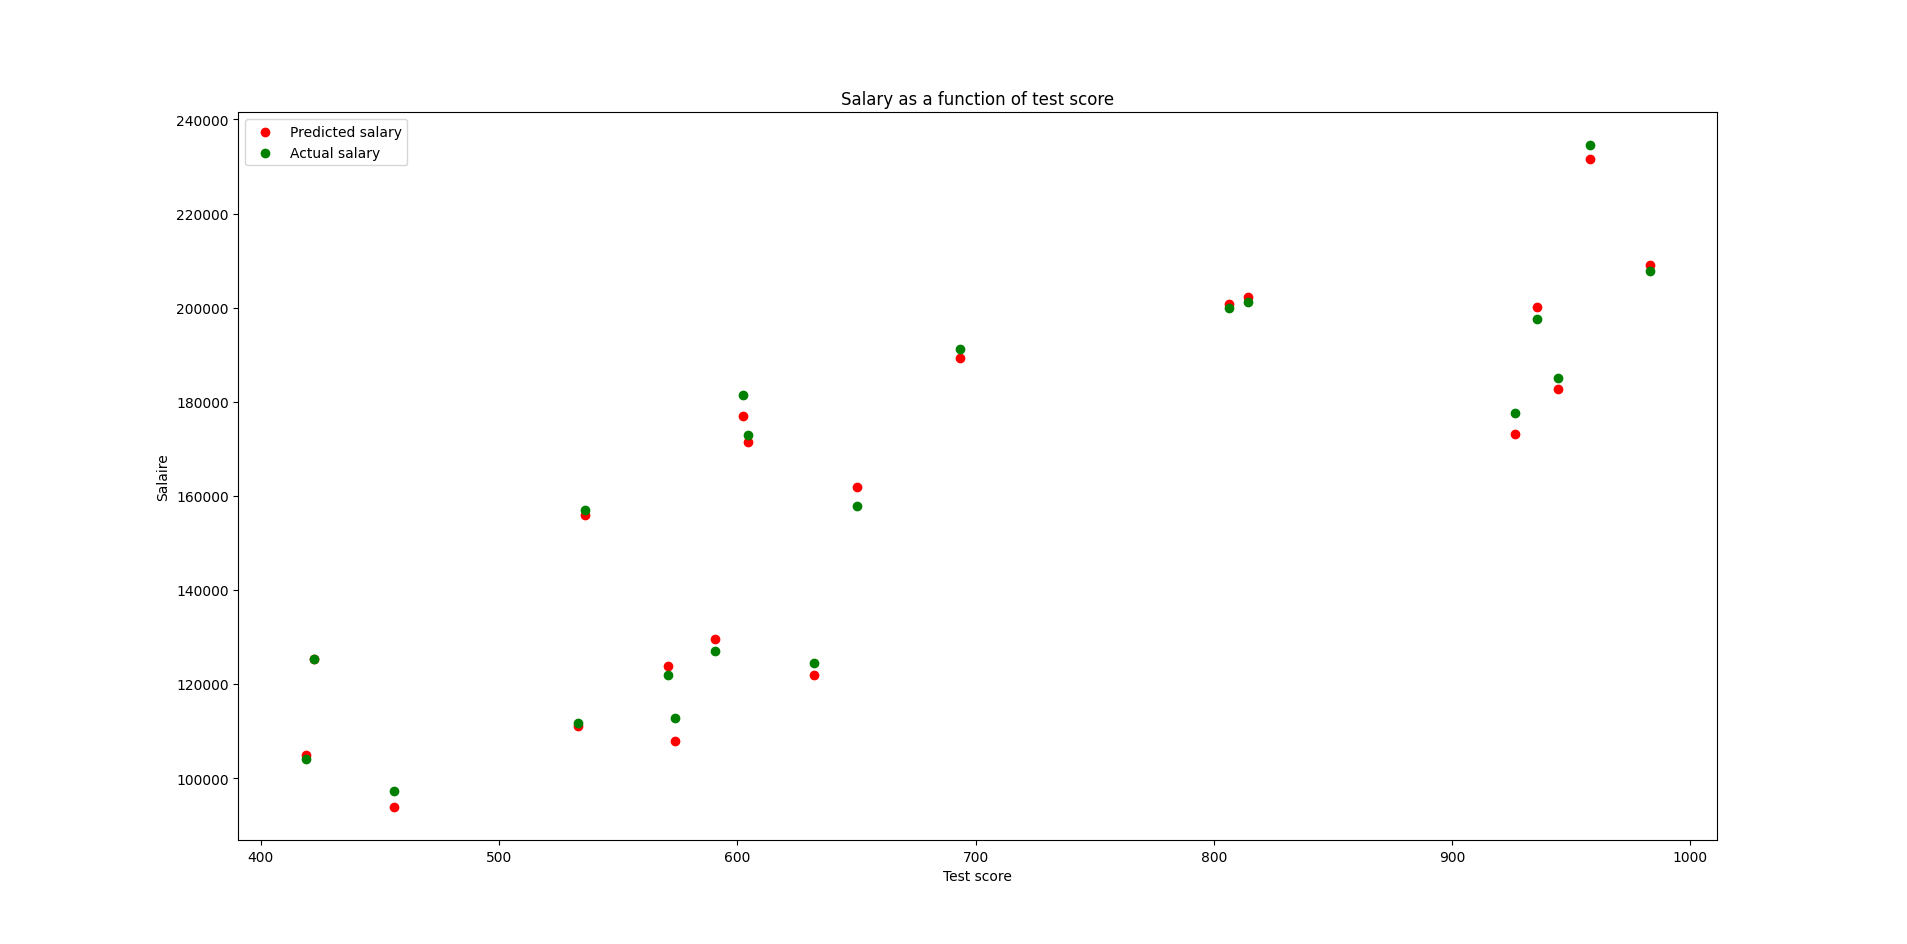 Salary as a function of test score
Predicted salary
Actual salary
240000
220000
200000
180000
160000
140000
120000
100000
Salaire
400 500 600 700 800 900 1000
Test score